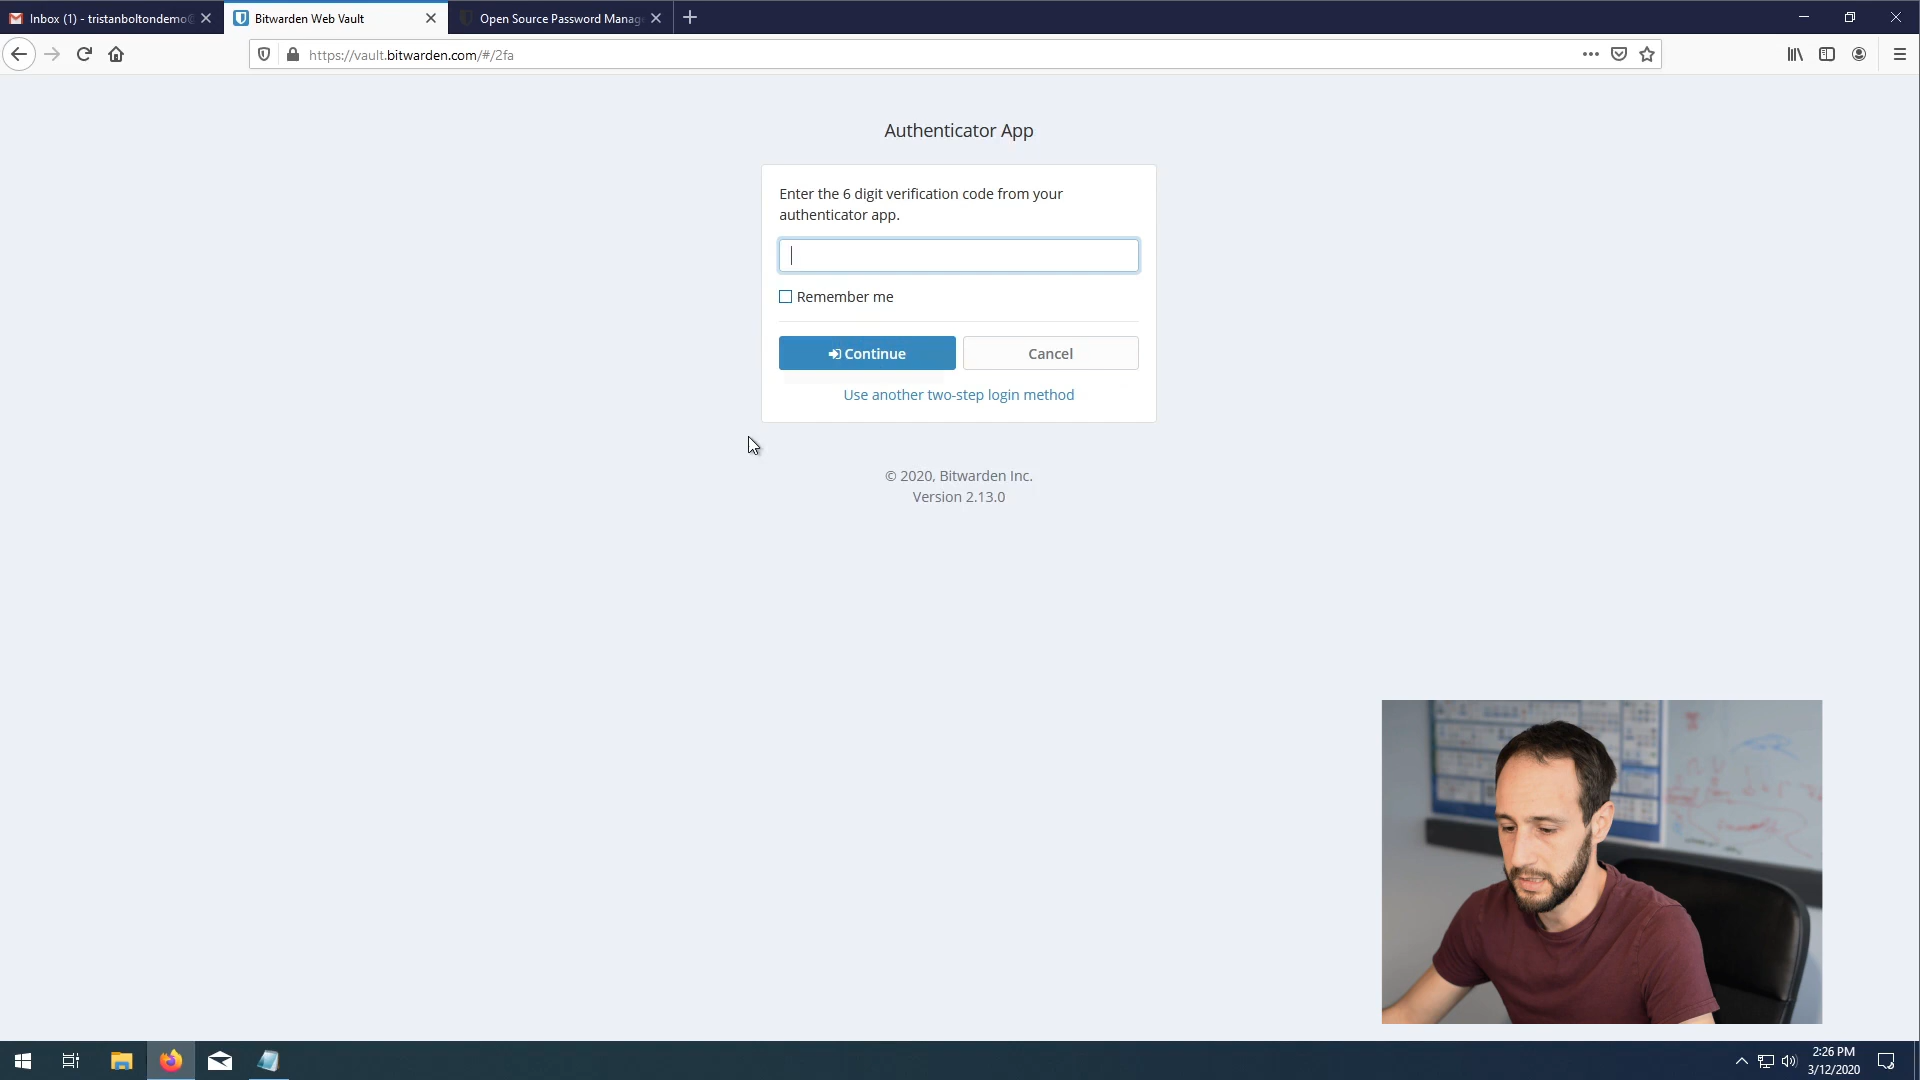 Inbox (1) - tristanboltondemo@
Bitwarden Web Vault
Open Source Password Manag
https://vault.bitwarden.com/#/2fa
Authenticator App
Enter the 6 digit verification code from your
authenticator app.
Remember me
Continue
Cancel
Use another two-step login method
© 2020, Bitwarden Inc.
Version 2.13.0
2:26 PM
3/12/2020